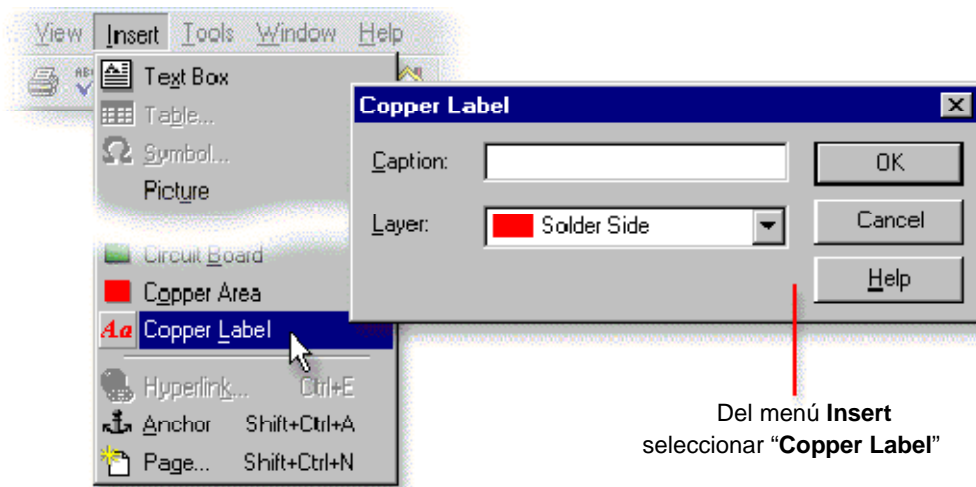 View Insert Tools Window Help
ABC
Text Box
Table...
Symbol...
Picture
Circuit Board
Copper Area
Aa Copper Label
Hyperlink... Ctrl+E
Anchor Shift+Ctrl+A
Page... Shift+Ctrl+N
Copper Label
Caption:
OK
Layer:
Solder Side
Cancel
Help
Del menú Insert
seleccionar “Copper Label”